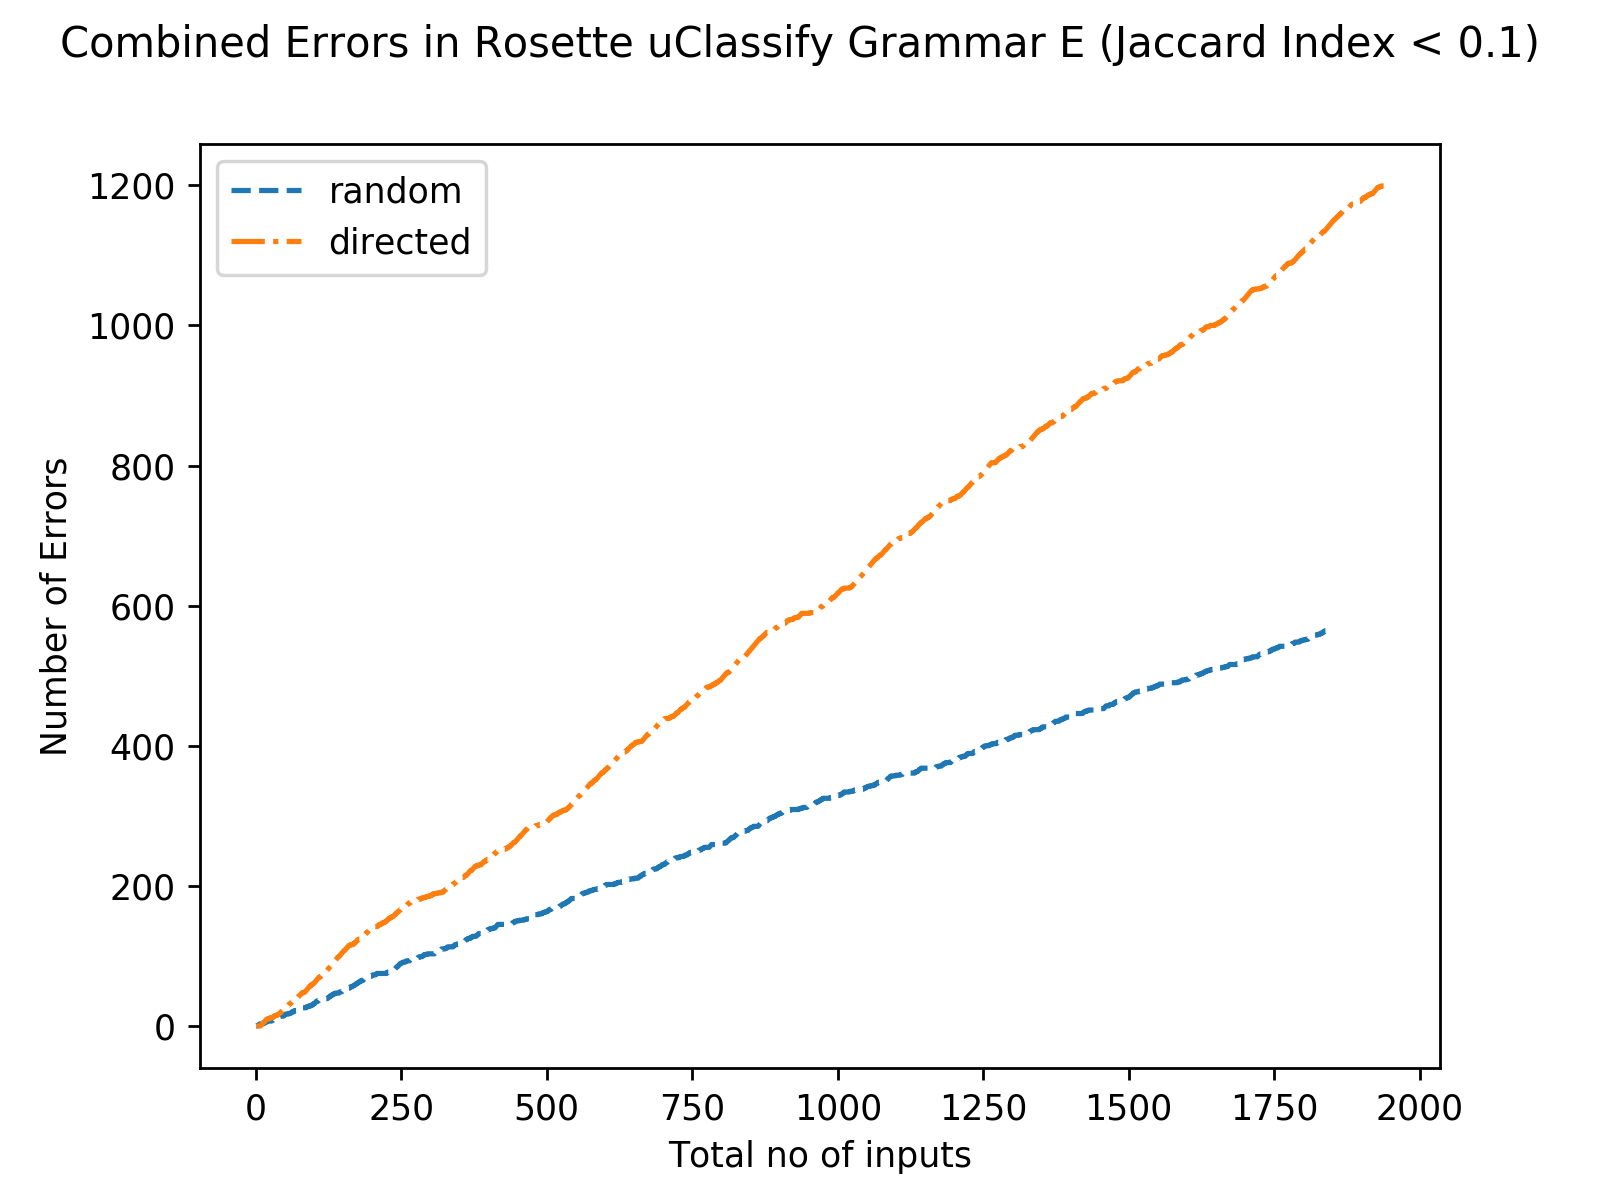 Combined Errors in Rosette uClassify Grammar E (Jaccard Index < 0.1)
random
directed
1200
1000
800
600
400
200
0
Number of Errors
0 250 500 750 1000 1250 1500 1750 2000
Total no of inputs